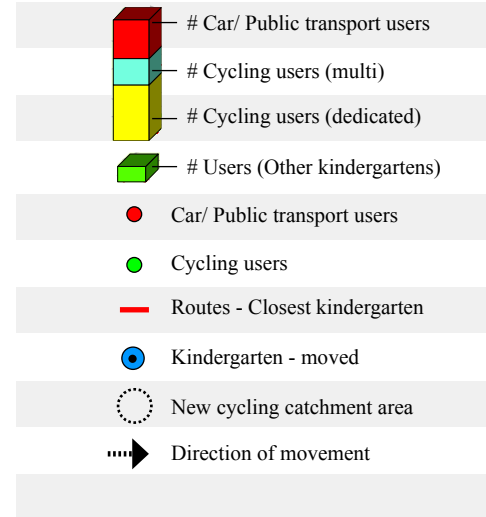 # Car/ Public transport users
# Cycling users (multi)
# Cycling users (dedicated)
# Users (Other kindergartens)
Car/ Public transport users
Cycling users
Routes - Closest kindergarten
Kindergarten - moved
New cycling catchment area
Direction of movement